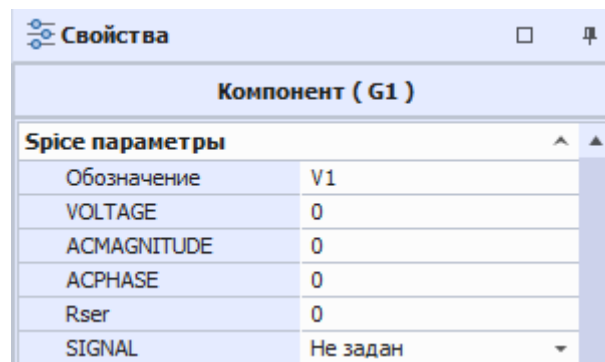 Свойства
Компонент ( G1 )
Spice параметры
Обозначение V1
VOLTAGE 0
ACMAGNITUDE 0
ACPHASE 0
Rser 0
SIGNAL Не задан